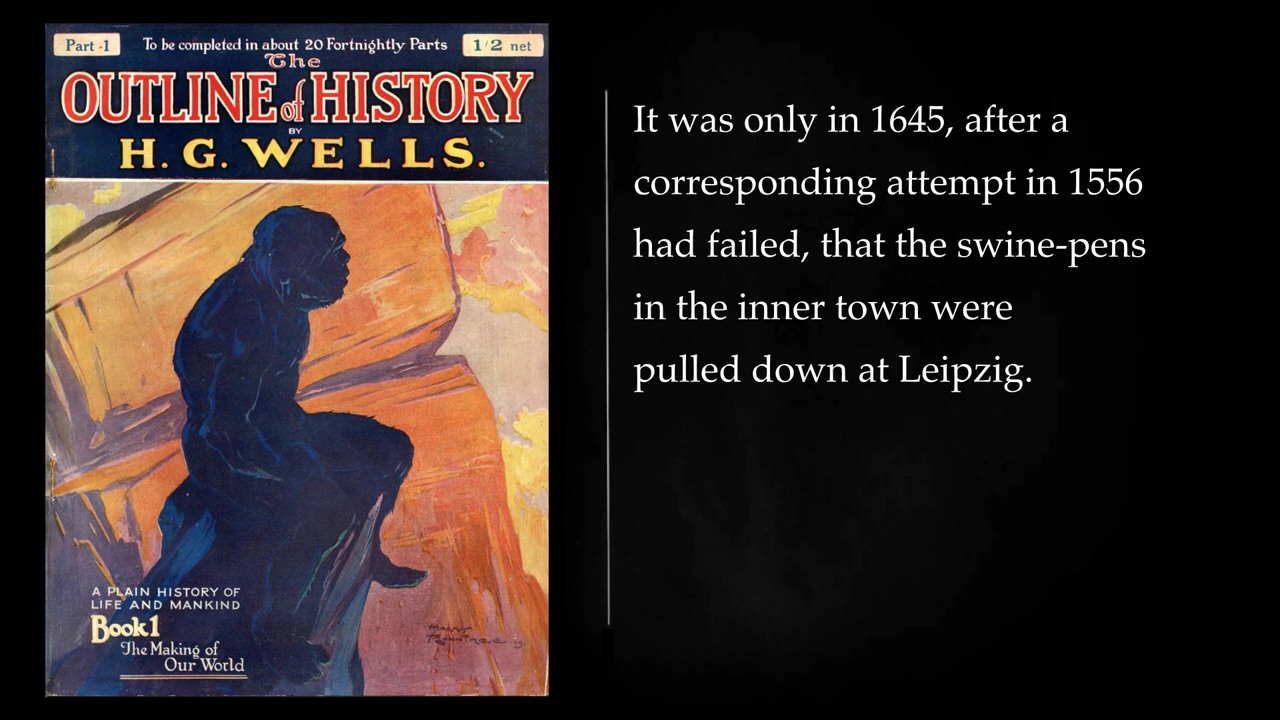 Part -1
To be completed in about 20 Fortnightly Parts
1/2 net
The
OUTLINE of HISTORY
BY
H. G. WELLS.
A PLAIN HISTORY OF
LIFE AND MANKIND
Book 1
The Making of
Our World
It was only in 1645, after a
corresponding attempt in 1556
had failed, that the swine-pens
in the inner town were
pulled down at Leipzig.